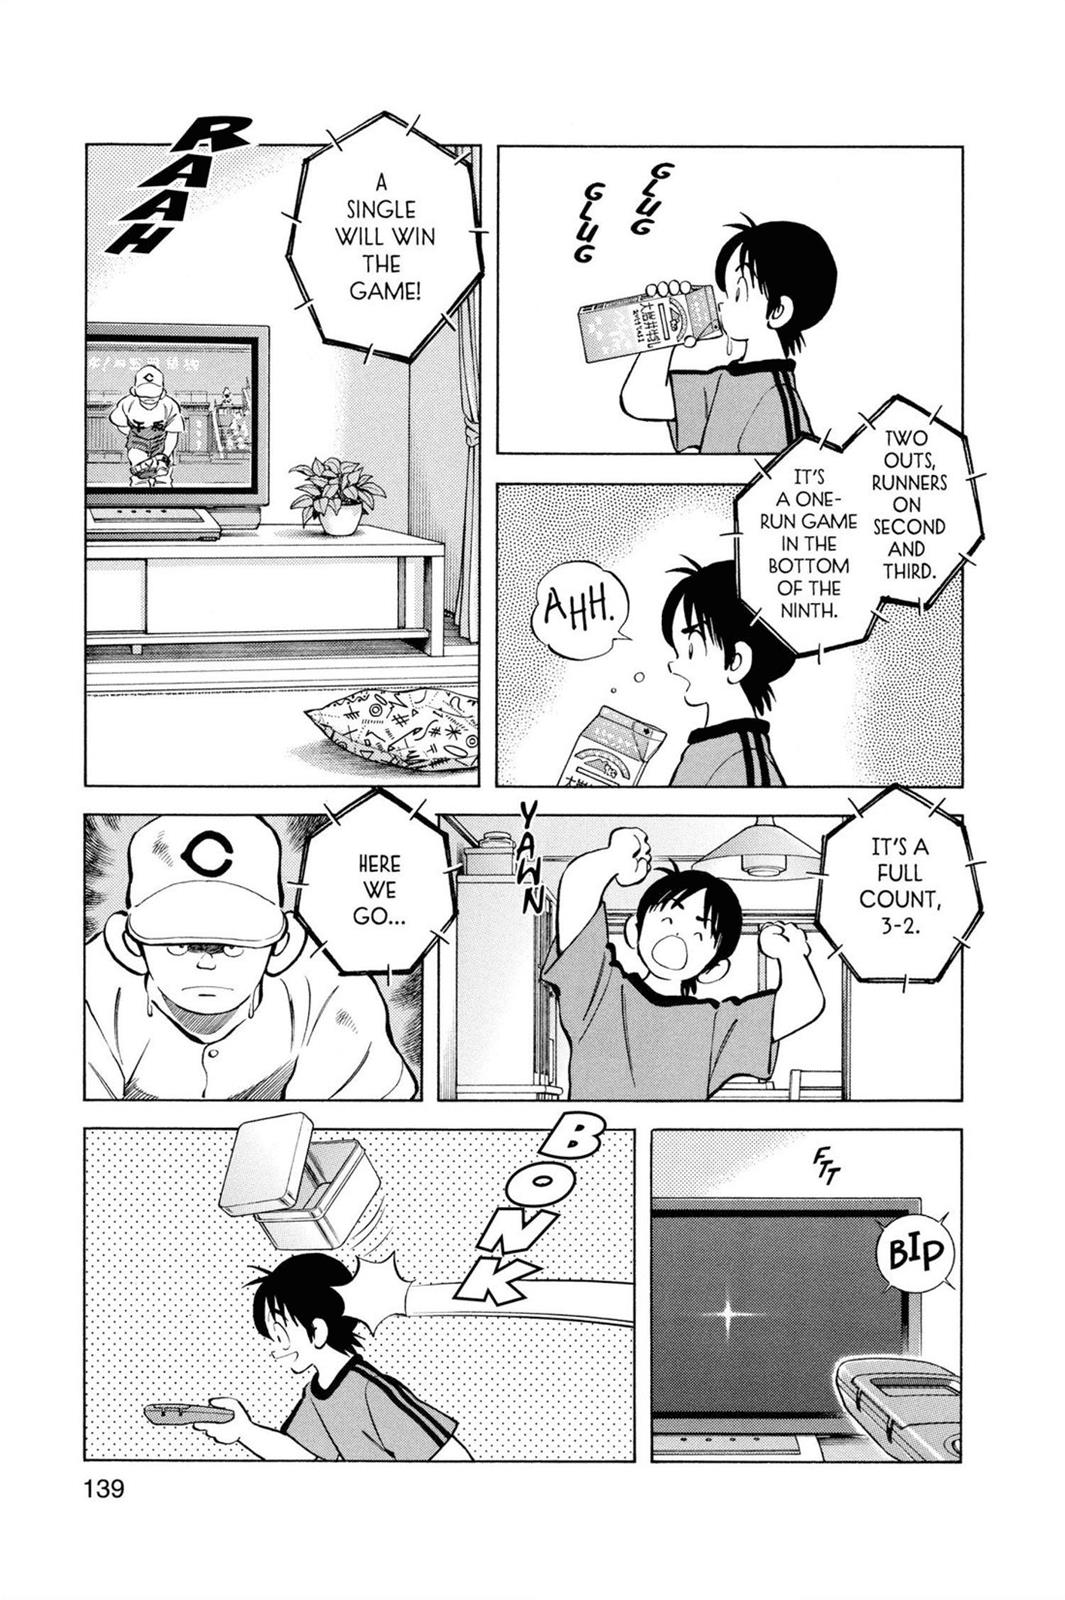 GLUG
GLUG
TWO
OUTS,
RUNNERS
ON
SECOND
AND
THIRD.
IT'S
A ONE-
RUN GAME
IN THE
BOTTOM
OF THE
NINTH.
AHH.
A
SINGLE
WILL WIN
THE
GAME!
RAAH
C
IT'S A
FULL
COUNT,
3-2.
YAWN
HERE
WE
GO...
C
FTT
BIP
BONK
139